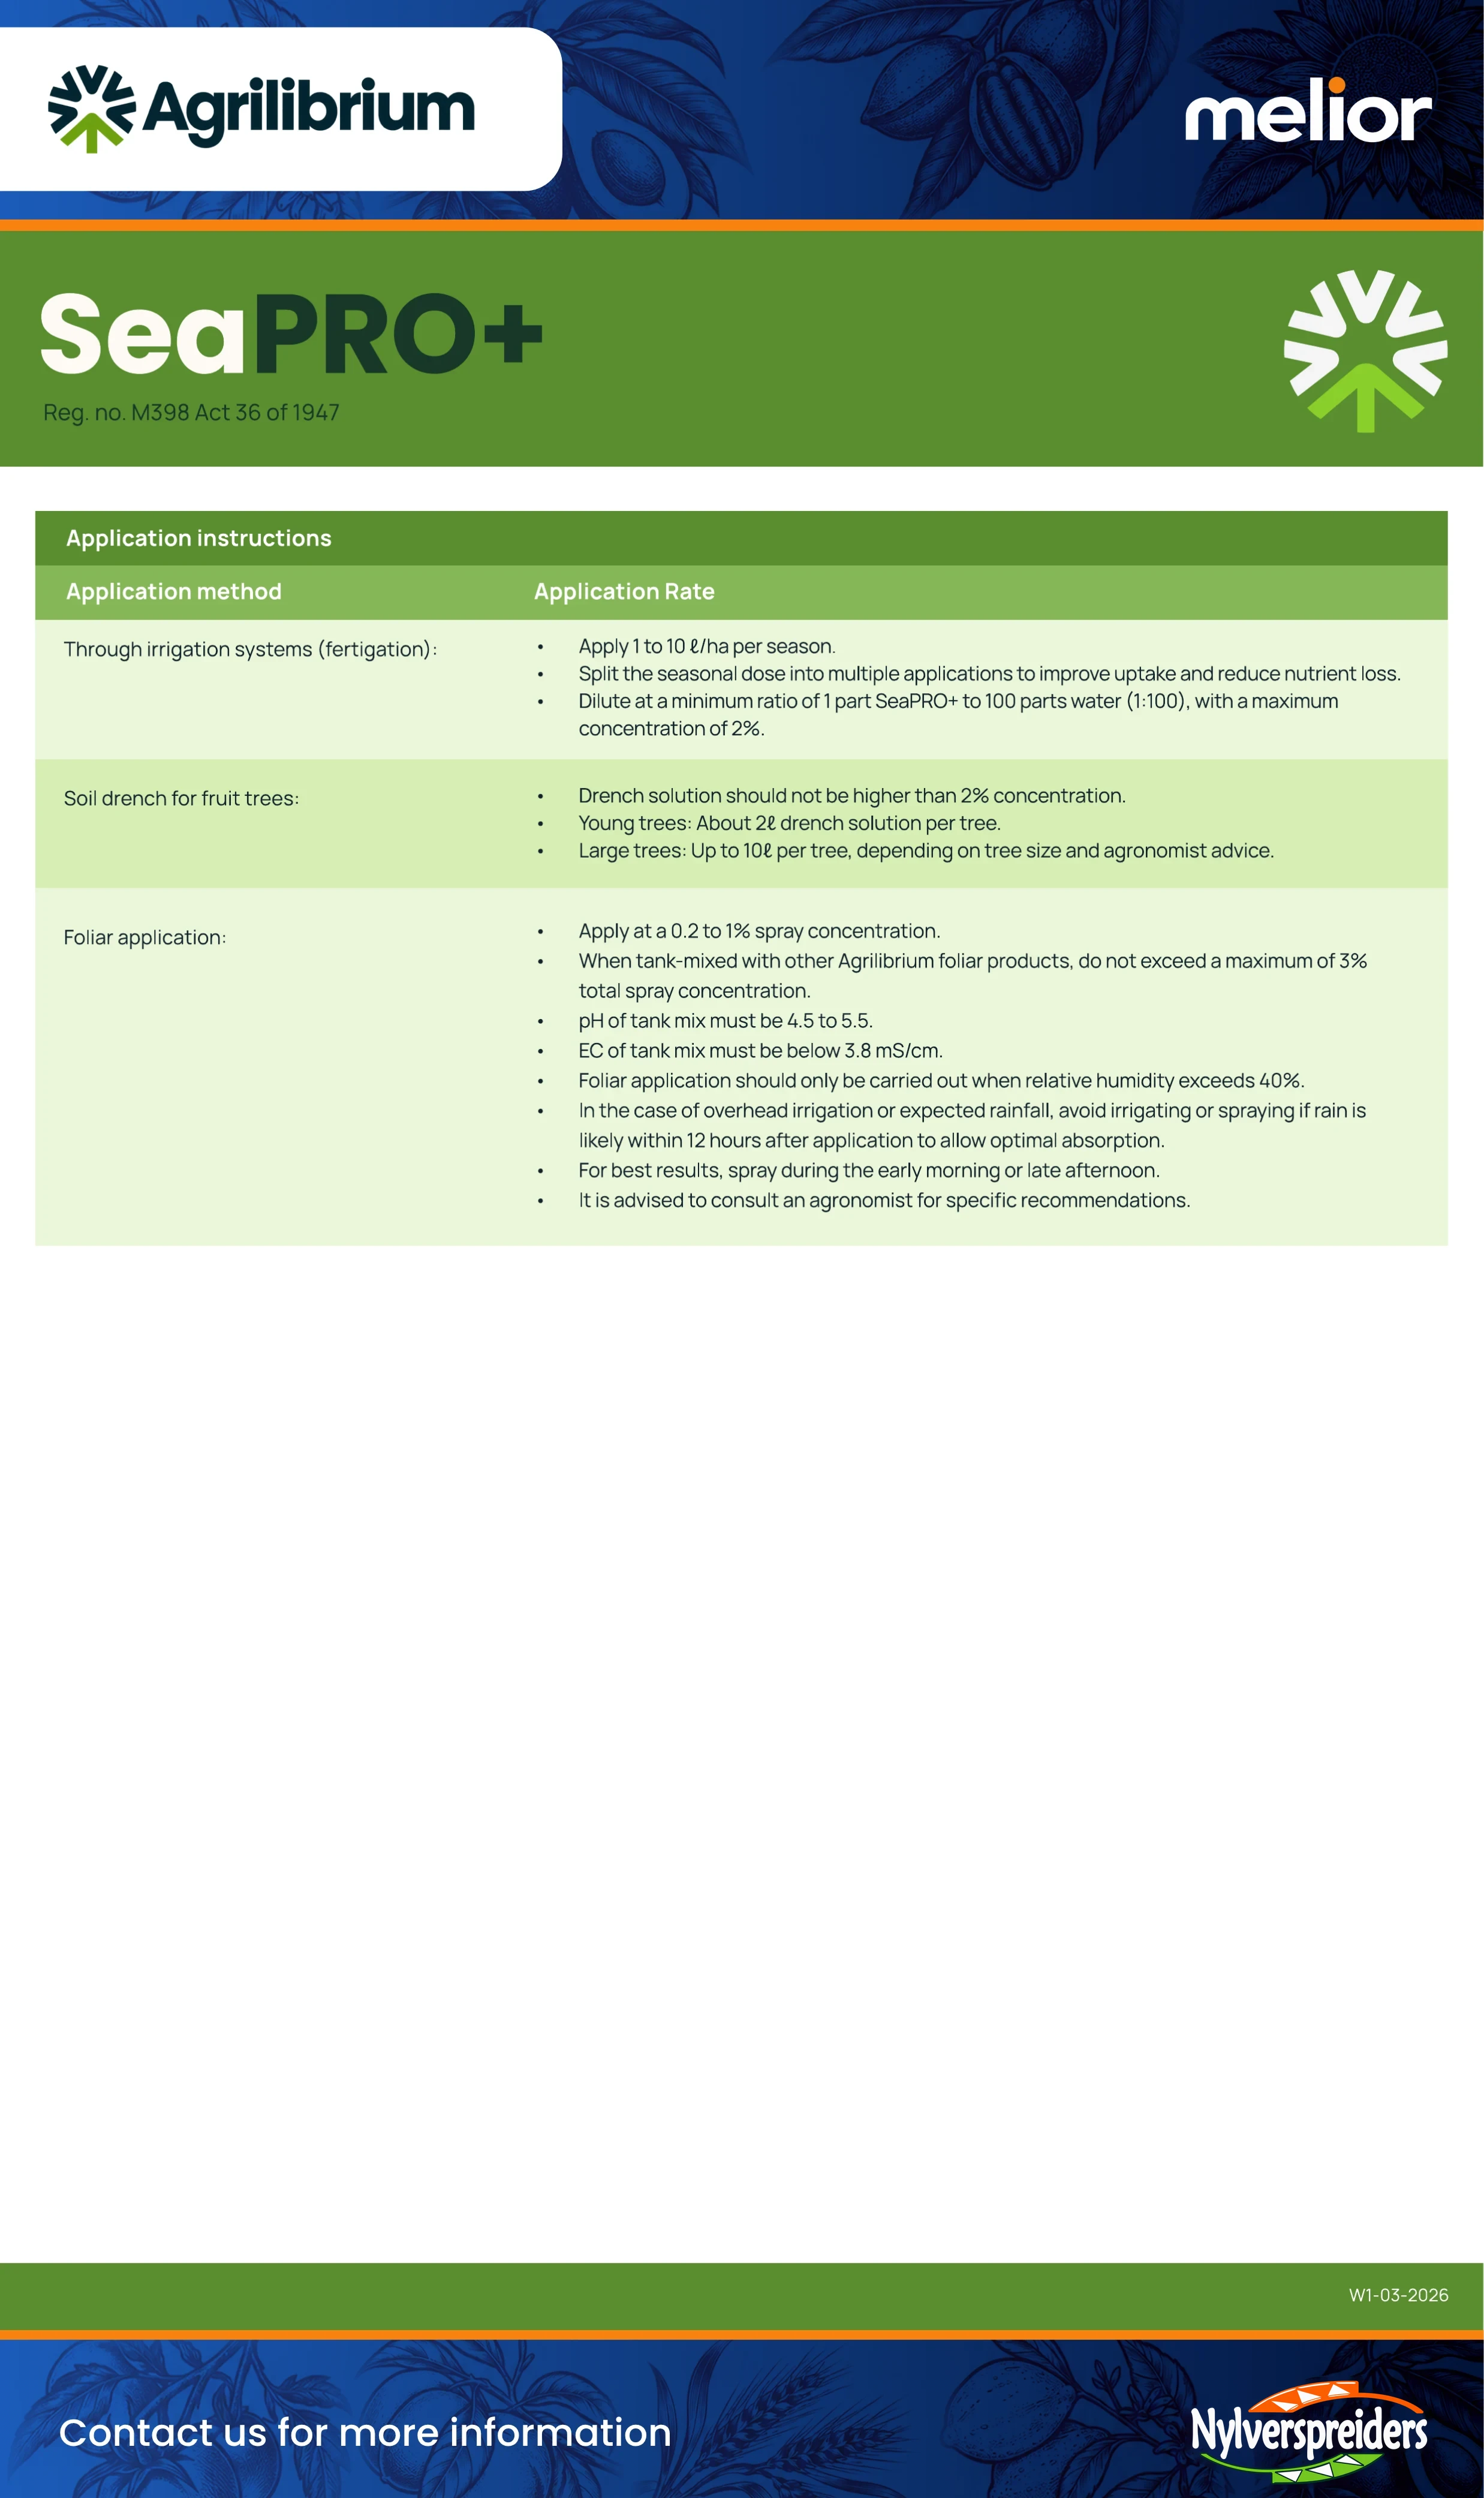 Agrilibrium
melior
SeaPRO+
Reg. no. M398 Act 36 of 1947
Application instructions
Application method
Application Rate
Through irrigation systems (fertigation):
• Apply 1 to 10 ℓ/ha per season.
• Split the seasonal dose into multiple applications to improve uptake and reduce nutrient loss.
• Dilute at a minimum ratio of 1 part SeaPRO+ to 100 parts water (1:100), with a maximum
concentration of 2%.
Soil drench for fruit trees:
• Drench solution should not be higher than 2% concentration.
• Young trees: About 2ℓ drench solution per tree.
• Large trees: Up to 10ℓ per tree, depending on tree size and agronomist advice.
Foliar application:
• Apply at a 0.2 to 1% spray concentration.
• When tank-mixed with other Agrilibrium foliar products, do not exceed a maximum of 3%
total spray concentration.
• pH of tank mix must be 4.5 to 5.5.
• EC of tank mix must be below 3.8 mS/cm.
• Foliar application should only be carried out when relative humidity exceeds 40%.
• In the case of overhead irrigation or expected rainfall, avoid irrigating or spraying if rain is
likely within 12 hours after application to allow optimal absorption.
• For best results, spray during the early morning or late afternoon.
• It is advised to consult an agronomist for specific recommendations.
W1-03-2026
Contact us for more information
Nylverspreiders